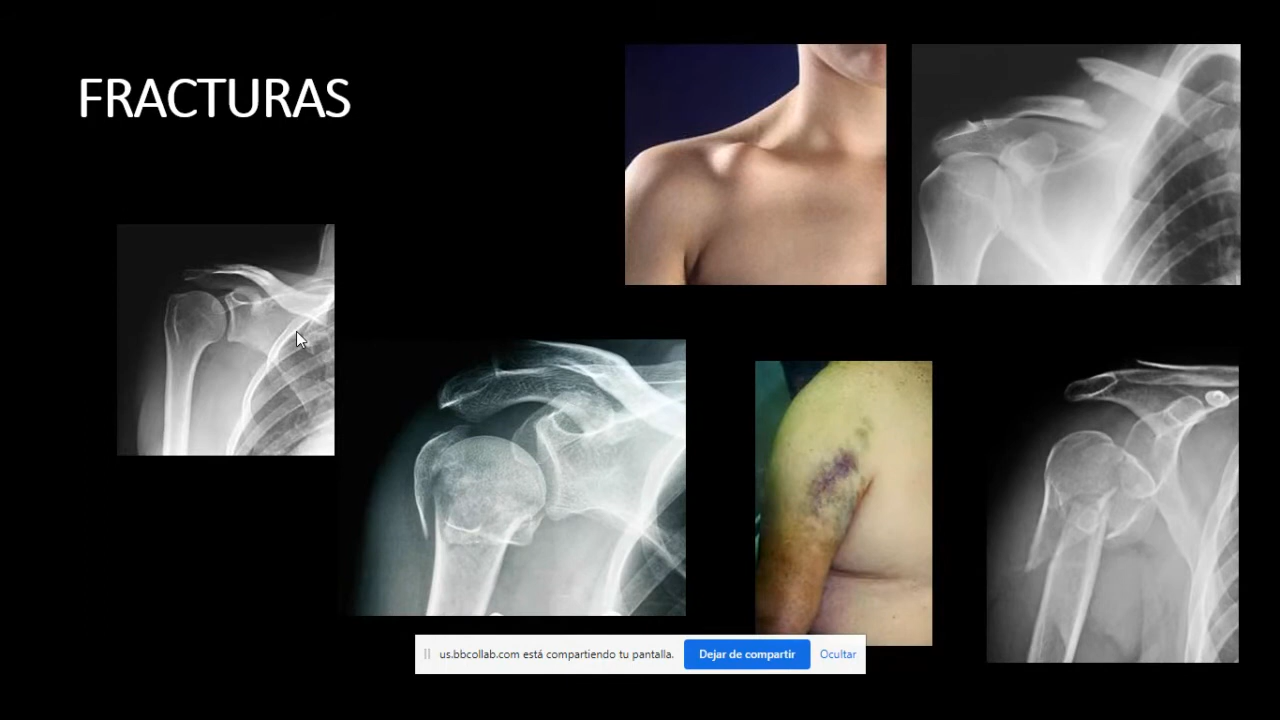 FRACTURAS
us.bbcollab.com está compartiendo tu pantalla.
Dejar de compartir
Ocultar